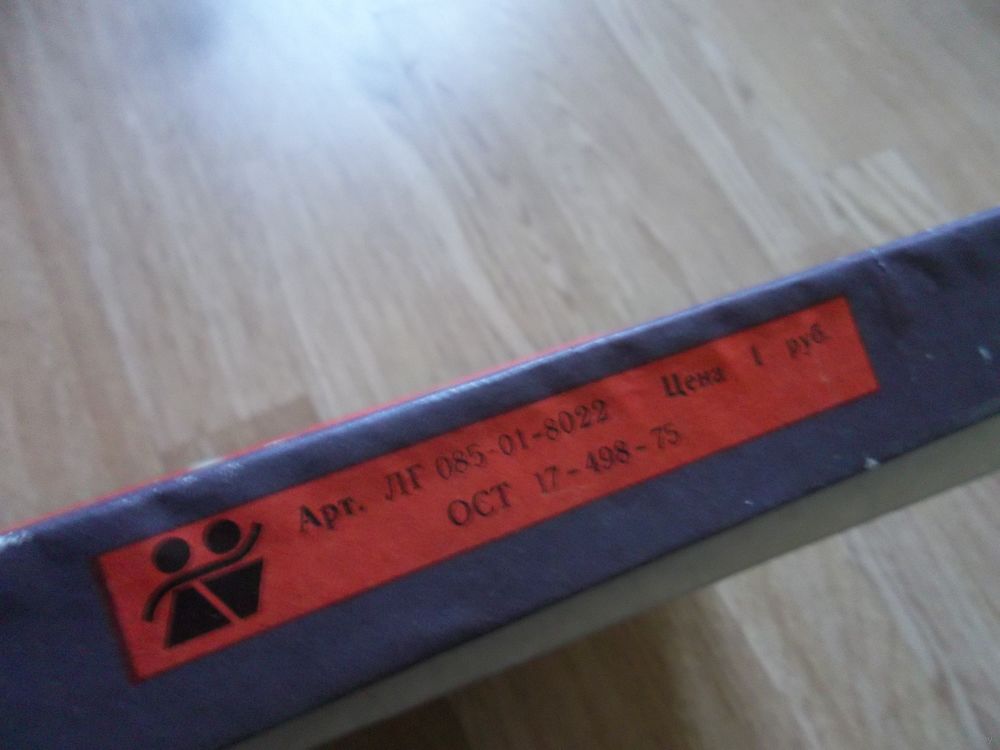 Арт. ЛГ 085-01-8022 Цена 1 руб.
ОСТ 17-498-75